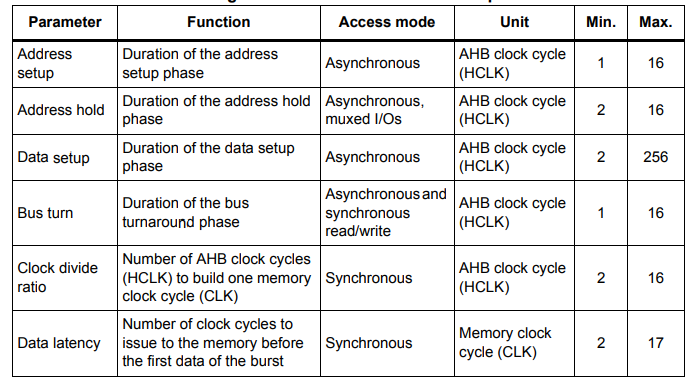 Parameter Function Access mode Unit Min. Max.
Address
setup
Duration of the address
setup phase
Asynchronous
AHB clock cycle
(HCLK)
1
16
Address hold
Duration of the address hold
phase
Asynchronous,
muxed I/Os
AHB clock cycle
(HCLK)
2
16
Data setup
Duration of the data setup
phase
Asynchronous
AHB clock cycle
(HCLK)
2
256
Bus turn
Duration of the bus
turnaround phase
Asynchronous and
synchronous
read/write
AHB clock cycle
(HCLK)
1
16
Clock divide
ratio
Number of AHB clock cycles
(HCLK) to build one memory
clock cycle (CLK)
Synchronous
AHB clock cycle
(HCLK)
2
16
Data latency
Number of clock cycles to
issue to the memory before
the first data of the burst
Synchronous
Memory clock
cycle (CLK)
2
17